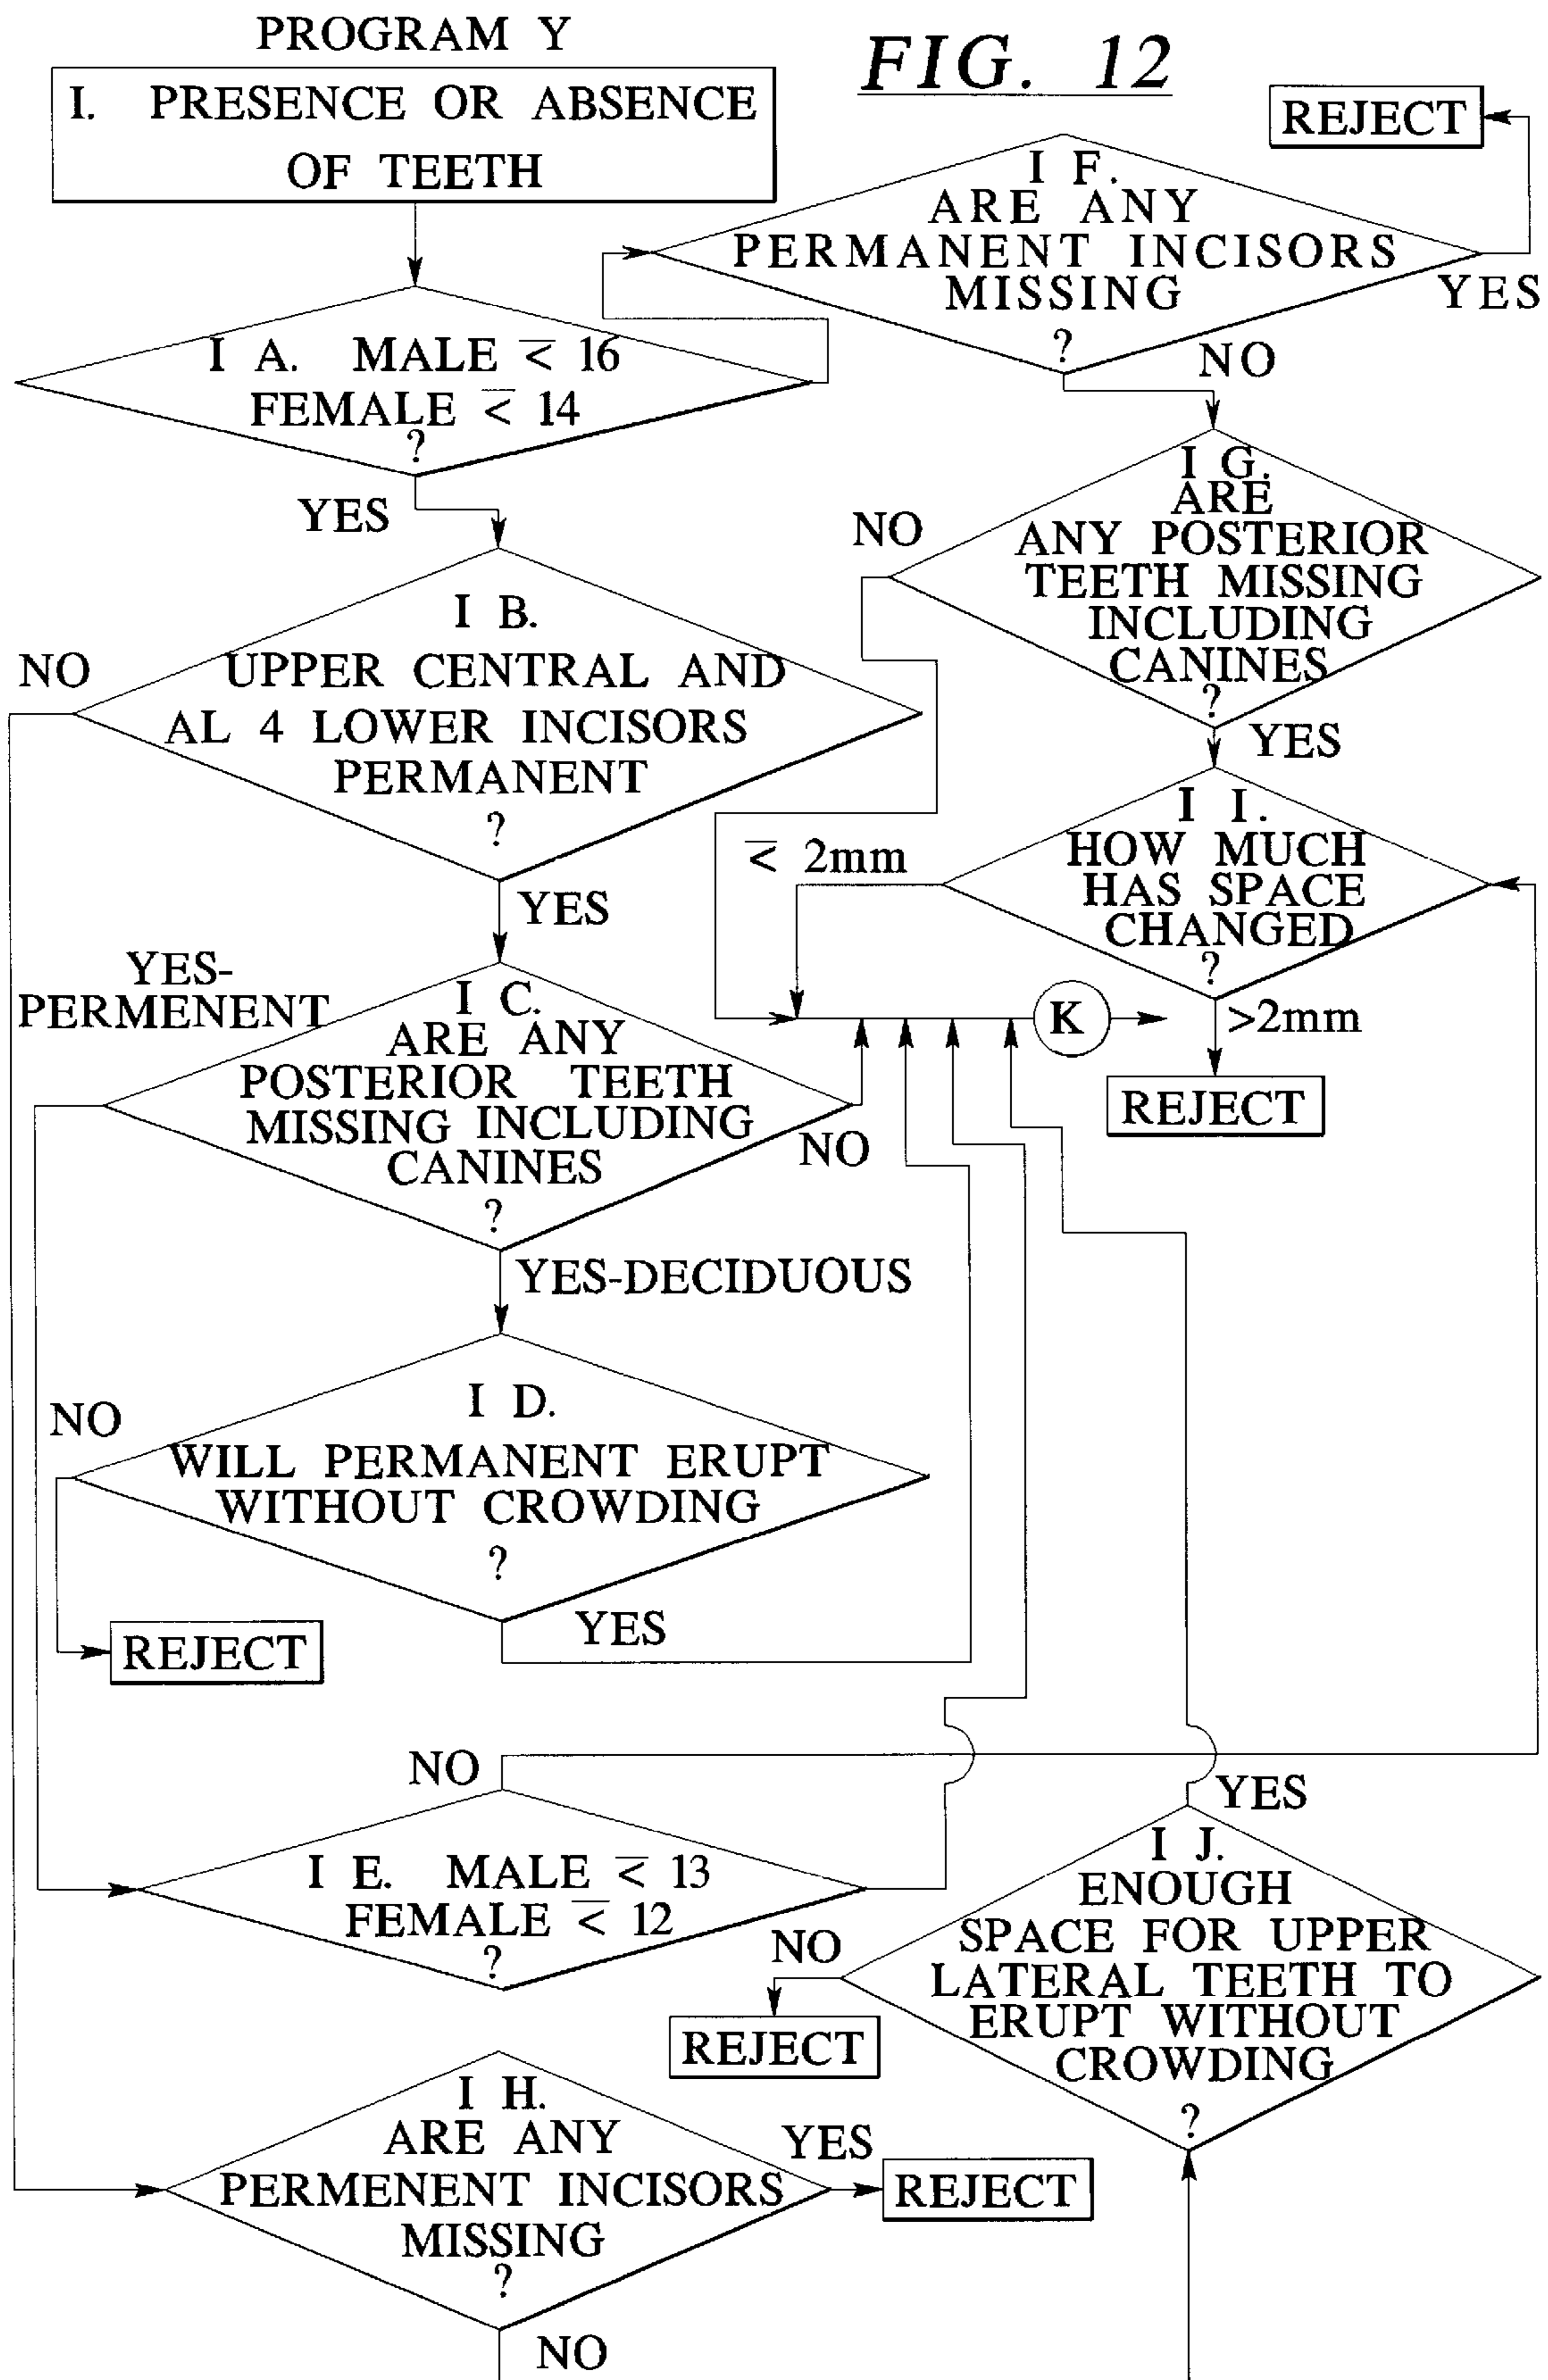 PROGRAM Y
FIG. 12
I. PRESENCE OR ABSENCE
OF TEETH
REJECT
I F.
ARE ANY
PERMANENT INCISORS
MISSING
?
YES
NO
I A. MALE ⋜ 16
FEMALE ⋜ 14
?
YES
I G.
ARE
ANY POSTERIOR
TEETH MISSING
INCLUDING
CANINES
?
NO
YES
I B.
UPPER CENTRAL AND
AL 4 LOWER INCISORS
PERMANENT
?
NO
YES
I I.
HOW MUCH
HAS SPACE
CHANGED
?
⋜ 2mm
>2mm
REJECT
K
YES-
PERMENENT
I C.
ARE ANY
POSTERIOR TEETH
MISSING INCLUDING
CANINES
?
NO
YES-DECIDUOUS
I D.
WILL PERMANENT ERUPT
WITHOUT CROWDING
?
NO
YES
REJECT
NO
I E. MALE ⋜ 13
FEMALE ⋜ 12
?
YES
I J.
ENOUGH
SPACE FOR UPPER
LATERAL TEETH TO
ERUPT WITHOUT
CROWDING
?
NO
REJECT
I H.
ARE ANY
PERMENENT INCISORS
MISSING
?
YES
REJECT
NO